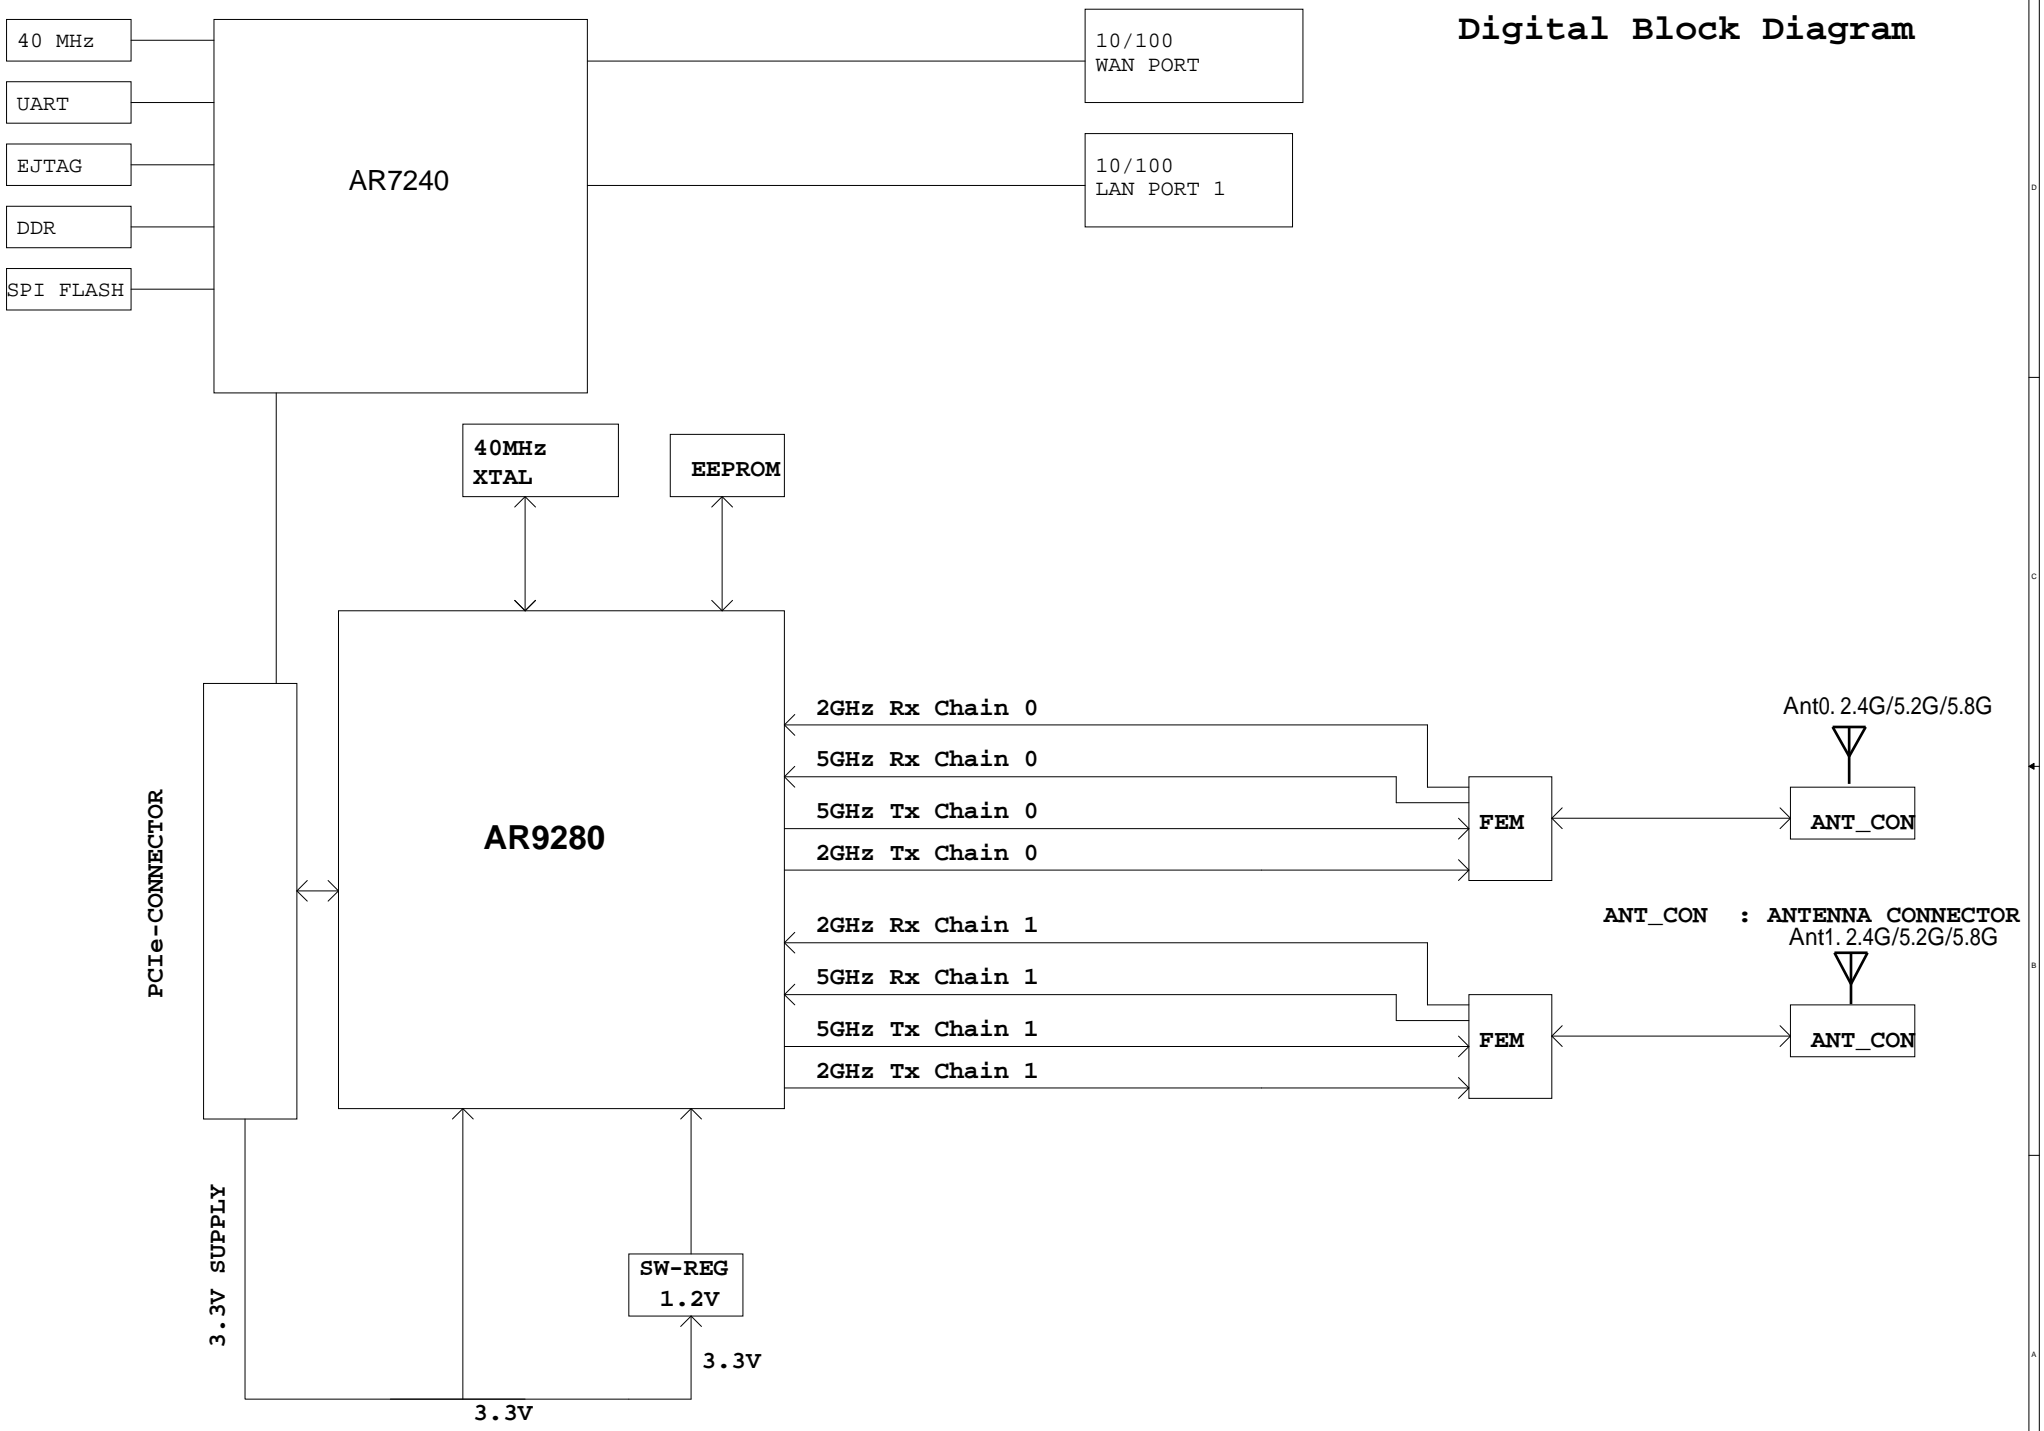 Digital Block Diagram
40 MHz
UART
EJTAG
DDR
SPI FLASH
AR7240
10/100
WAN PORT
10/100
LAN PORT 1
D
40MHz
XTAL
EEPROM
C
PCIe-CONNECTOR
AR9280
2GHz Rx Chain 0
5GHz Rx Chain 0
5GHz Tx Chain 0
2GHz Tx Chain 0
FEM
Ant0. 2.4G/5.2G/5.8G
ANT_CON
ANT_CON : ANTENNA CONNECTOR
Ant1. 2.4G/5.2G/5.8G
2GHz Rx Chain 1
5GHz Rx Chain 1
5GHz Tx Chain 1
2GHz Tx Chain 1
FEM
ANT_CON
B
3.3V SUPPLY
SW-REG
1.2V
3.3V
3.3V
A